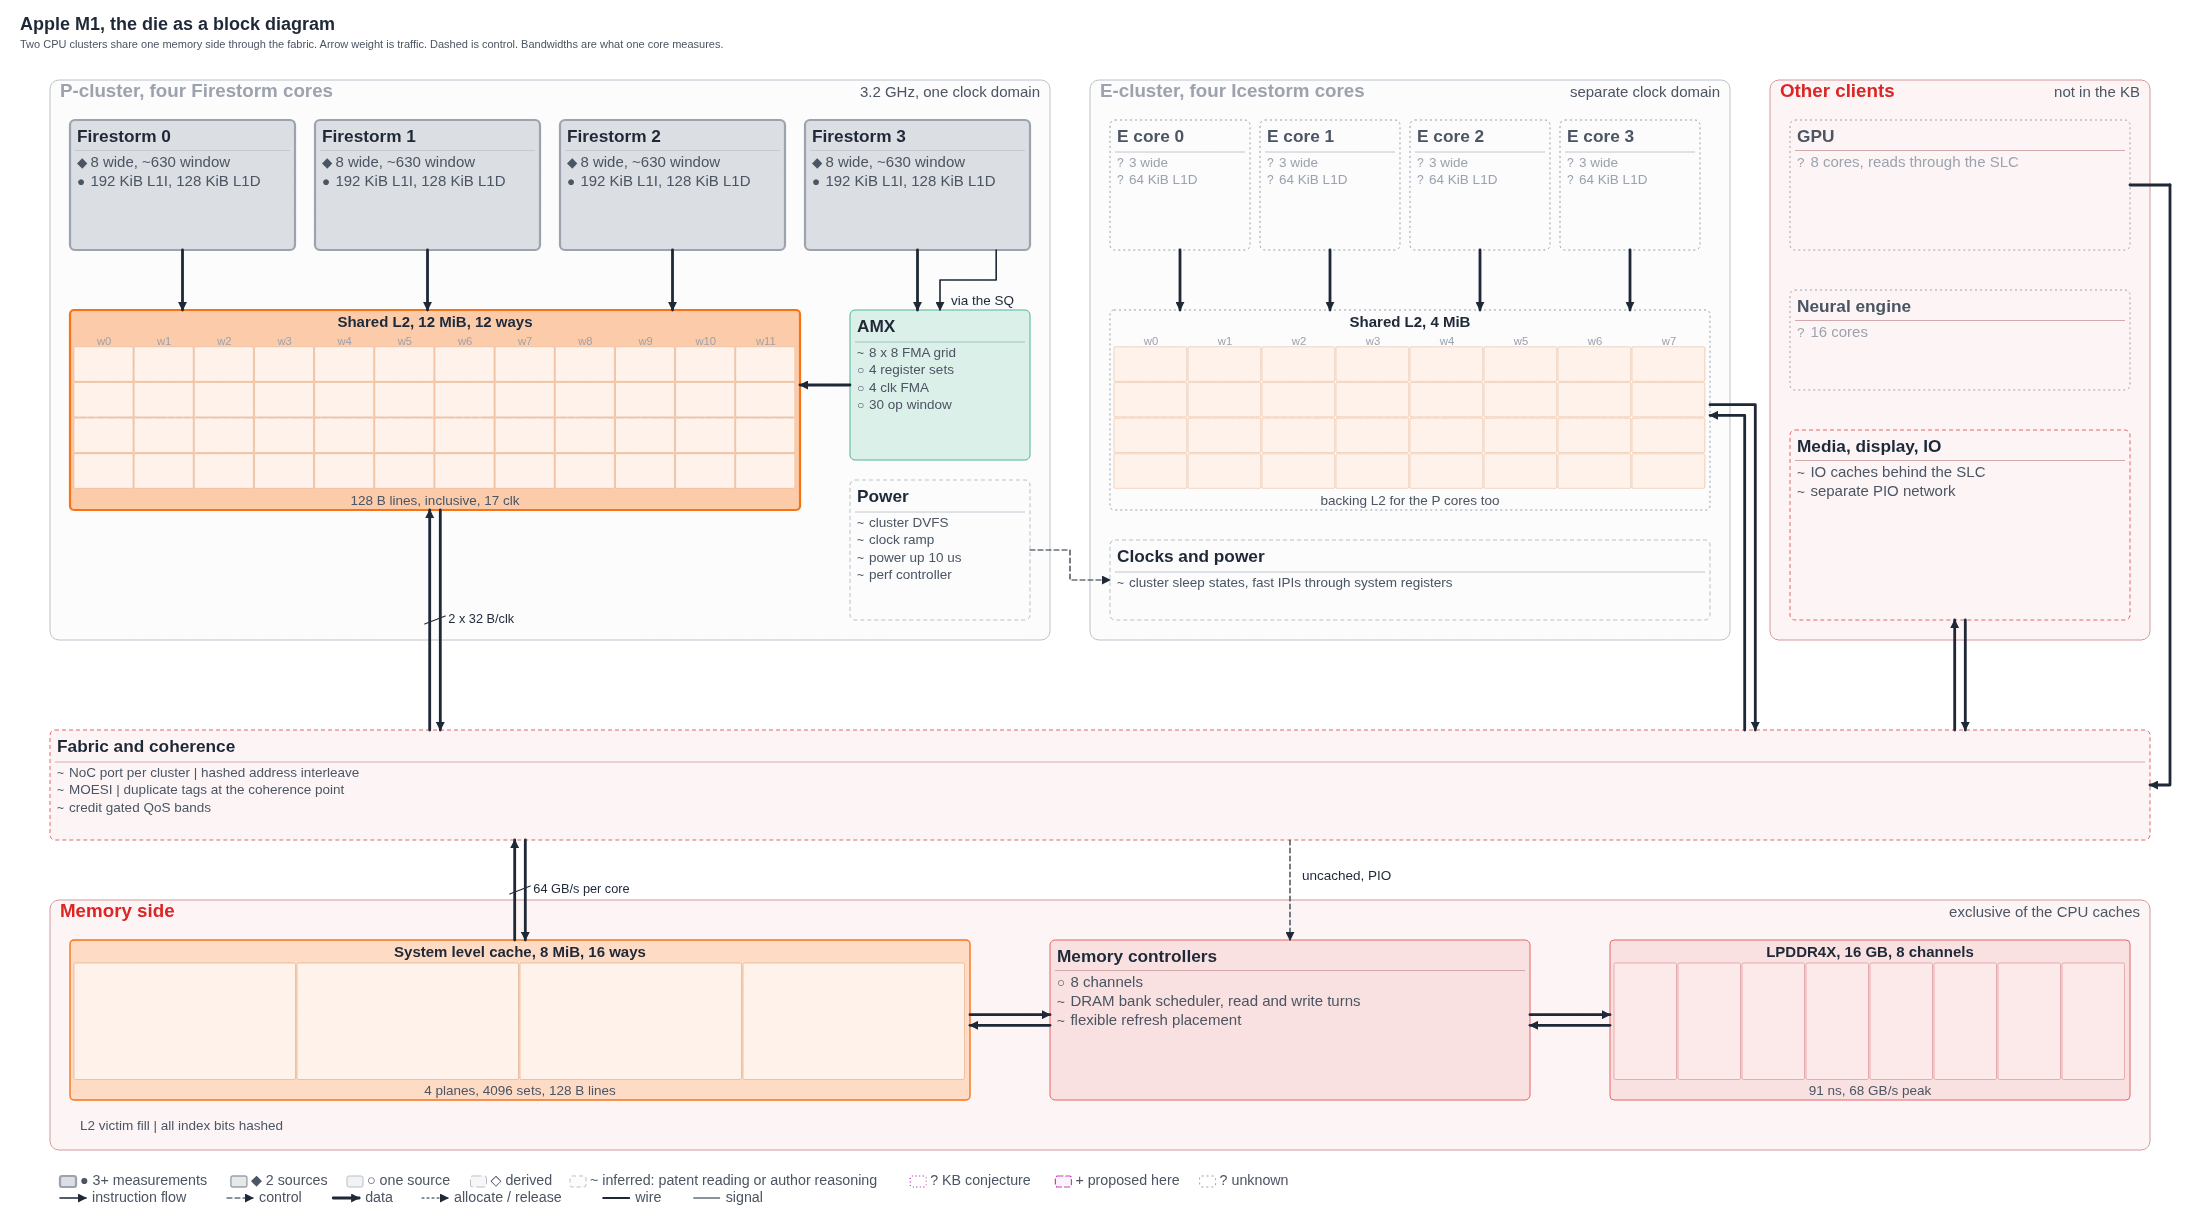 Apple M1, the die as a block diagram
Two CPU clusters share one memory side through the fabric. Arrow weight is traffic. Dashed is control. Bandwidths are what one core measures.
P-cluster, four Firestorm cores
3.2 GHz, one clock domain
Firestorm 0
◆ 8 wide, ~630 window
● 192 KiB L1I, 128 KiB L1D
Firestorm 1
◆ 8 wide, ~630 window
● 192 KiB L1I, 128 KiB L1D
Firestorm 2
◆ 8 wide, ~630 window
● 192 KiB L1I, 128 KiB L1D
Firestorm 3
◆ 8 wide, ~630 window
● 192 KiB L1I, 128 KiB L1D
via the SQ
Shared L2, 12 MiB, 12 ways
w0 w1 w2 w3 w4 w5 w6 w7 w8 w9 w10 w11
128 B lines, inclusive, 17 clk
AMX
~ 8 x 8 FMA grid
○ 4 register sets
○ 4 clk FMA
○ 30 op window
Power
~ cluster DVFS
~ clock ramp
~ power up 10 us
~ perf controller
2 x 32 B/clk
E-cluster, four Icestorm cores
separate clock domain
E core 0
? 3 wide
? 64 KiB L1D
E core 1
? 3 wide
? 64 KiB L1D
E core 2
? 3 wide
? 64 KiB L1D
E core 3
? 3 wide
? 64 KiB L1D
Shared L2, 4 MiB
w0 w1 w2 w3 w4 w5 w6 w7
backing L2 for the P cores too
Clocks and power
~ cluster sleep states, fast IPIs through system registers
Other clients
not in the KB
GPU
? 8 cores, reads through the SLC
Neural engine
? 16 cores
Media, display, IO
~ IO caches behind the SLC
~ separate PIO network
Fabric and coherence
~ NoC port per cluster | hashed address interleave
~ MOESI | duplicate tags at the coherence point
~ credit gated QoS bands
64 GB/s per core
uncached, PIO
Memory side
exclusive of the CPU caches
System level cache, 8 MiB, 16 ways
4 planes, 4096 sets, 128 B lines
L2 victim fill | all index bits hashed
Memory controllers
○ 8 channels
~ DRAM bank scheduler, read and write turns
~ flexible refresh placement
LPDDR4X, 16 GB, 8 channels
91 ns, 68 GB/s peak
● 3+ measurements ◆ 2 sources ○ one source ◇ derived ~ inferred: patent reading or author reasoning ? KB conjecture + proposed here ? unknown
instruction flow control data allocate / release wire signal